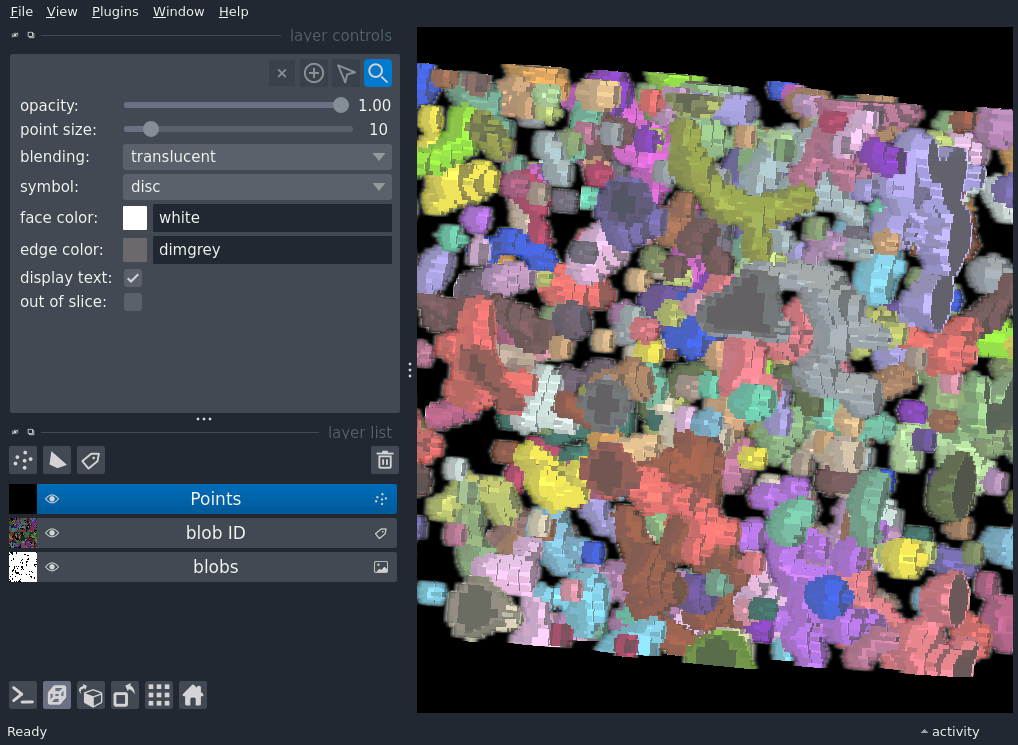 File View Plugins Window Help
layer controls
opacity: 1.00
point size: 10
blending: translucent
symbol: disc
face color: white
edge color: dimgrey
display text:
out of slice:
layer list
Points
blob ID
blobs
Ready activity